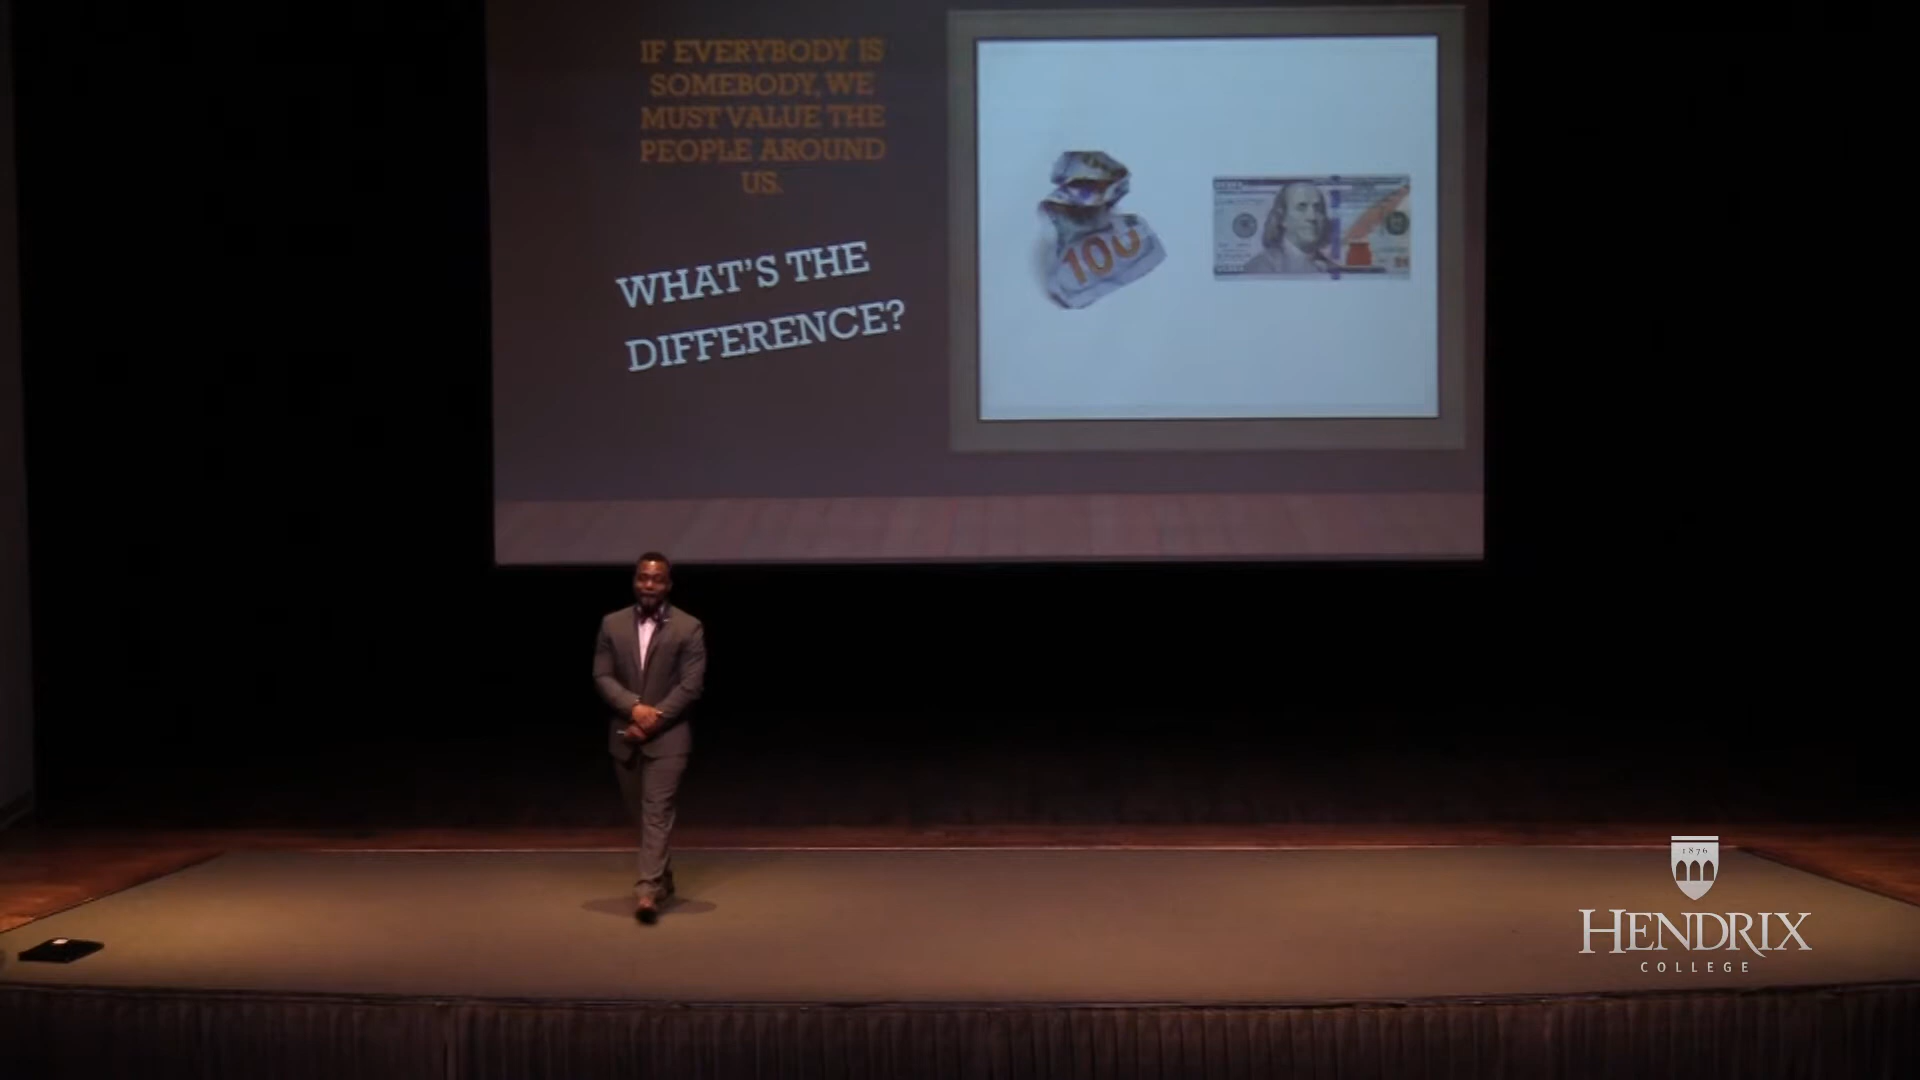 IF EVERYBODY IS
SOMEBODY, WE
MUST VALUE THE
PEOPLE AROUND
US.
WHAT'S THE
DIFFERENCE?
100
1876
HENDRIX
COLLEGE